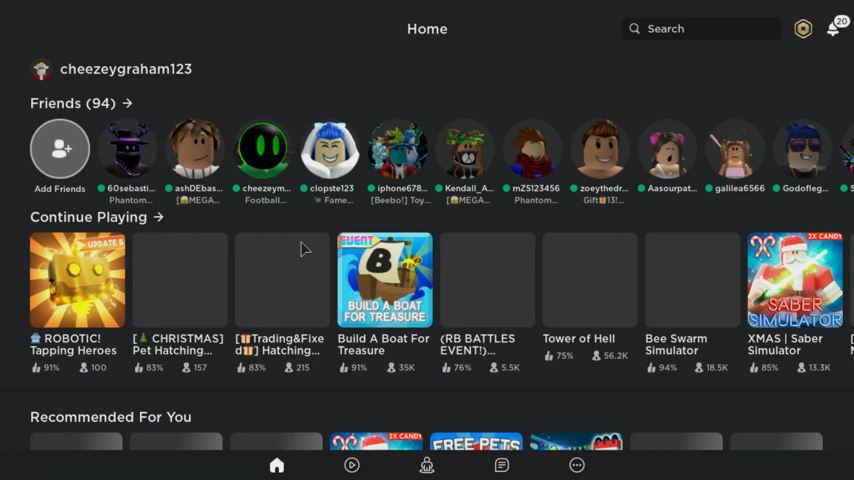 Home
Search
20
cheezeygraham123
Friends (94) →
Add Friends
60sebasti...
Phantom...
ashDEbas...
[😱MEGA...
cheezeym...
Football...
clopste123
Fame...
iphone678...
[Beebo!] Toy...
Kendall_A...
[😱MEGA...
mZS123456
Phantom...
zoeythedr...
Gift🎁13!...
Aasourpat...
galilea6566
Godofleg...
Continue Playing →
UPDATE 5
EVENT
B
BUILD A BOAT
FOR TREASURE
2X CANDY
SABER
SIMULATOR
ROBOTIC!
Tapping Heroes
91% 100
[🎄CHRISTMAS]
Pet Hatching...
83% 157
[🎁Trading&Fixe
d🎁] Hatching...
83% 215
Build A Boat For
Treasure
91% 35K
(RB BATTLES
EVENT!)...
76% 5.5K
Tower of Hell
75% 56.2K
Bee Swarm
Simulator
94% 18.5K
XMAS | Saber
Simulator
85% 13.3K
Recommended For You
2X CANDY
FREE PETS